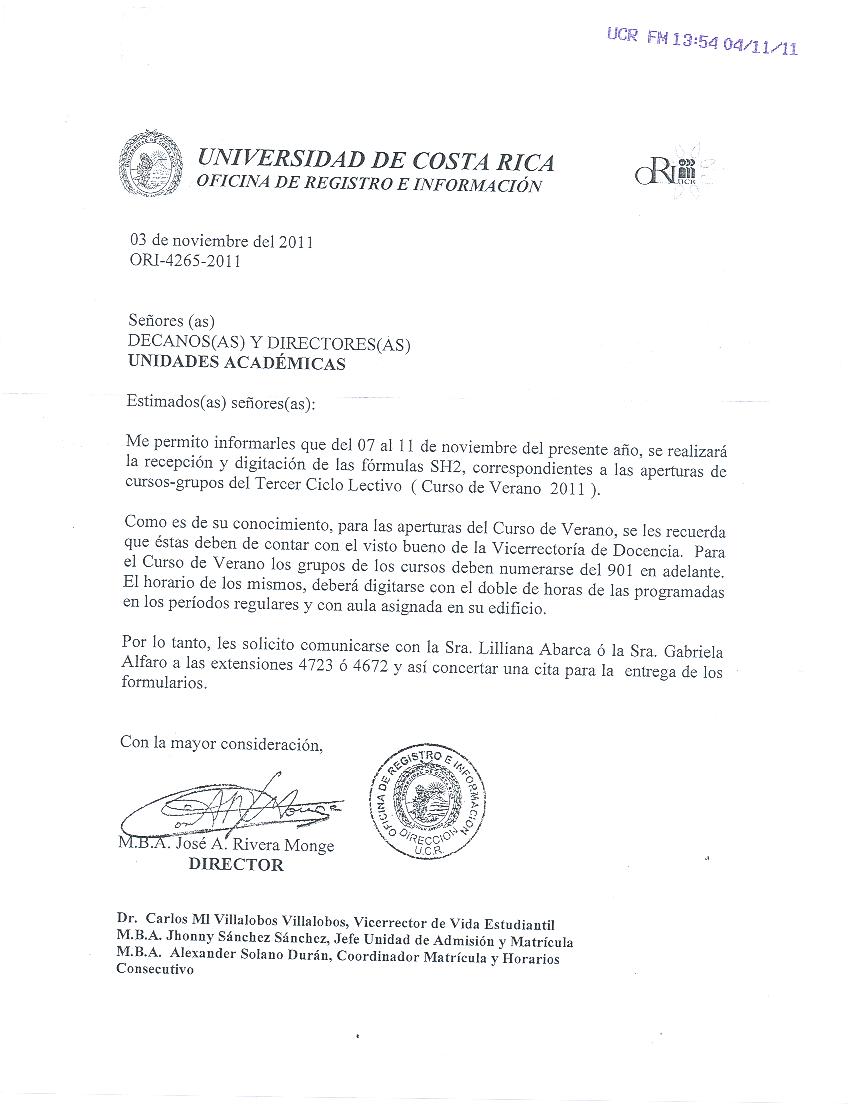 UCR FM 13:54 04/11/11
UNIVERSIDAD DE COSTA RICA
OFICINA DE REGISTRO E INFORMACIÓN
ORI
UCR
03 de noviembre del 2011
ORI-4265-2011
Señores (as)
DECANOS(AS) Y DIRECTORES(AS)
UNIDADES ACADÉMICAS
Estimados(as) señores(as):
Me permito informarles que del 07 al 11 de noviembre del presente año, se realizará
la recepción y digitación de las fórmulas SH2, correspondientes a las aperturas de
cursos-grupos del Tercer Ciclo Lectivo ( Curso de Verano 2011 ).
Como es de su conocimiento, para las aperturas del Curso de Verano, se les recuerda
que éstas deben de contar con el visto bueno de la Vicerrectoría de Docencia. Para
el Curso de Verano los grupos de los cursos deben numerarse del 901 en adelante.
El horario de los mismos, deberá digitarse con el doble de horas de las programadas
en los períodos regulares y con aula asignada en su edificio.
Por lo tanto, les solicito comunicarse con la Sra. Lilliana Abarca ó la Sra. Gabriela
Alfaro a las extensiones 4723 ó 4672 y así concertar una cita para la entrega de los
formularios.
Con la mayor consideración,
OFICINA DE REGISTRO E INFORMACIÓN
DIRECCION
U.C.R.
M.B.A. José A. Rivera Monge
DIRECTOR
Dr. Carlos Ml Villalobos Villalobos, Vicerrector de Vida Estudiantil
M.B.A. Jhonny Sánchez Sánchez, Jefe Unidad de Admisión y Matrícula
M.B.A. Alexander Solano Durán, Coordinador Matrícula y Horarios
Consecutivo